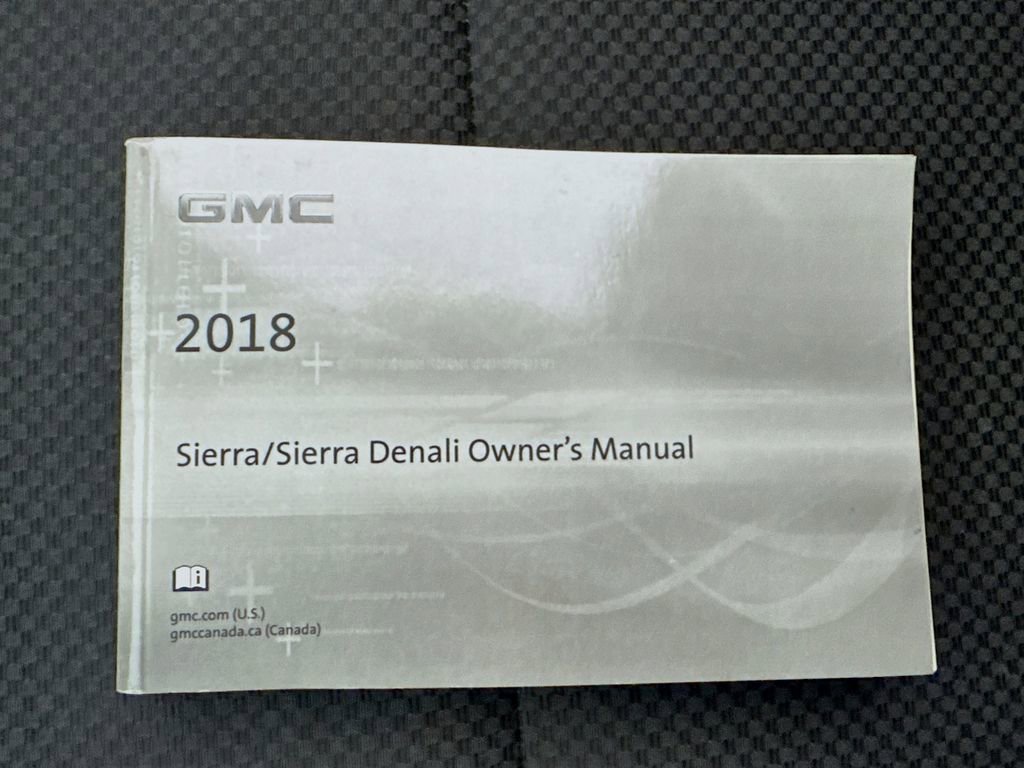 GMC
2018
Sierra/Sierra Denali Owner's Manual
gmc.com (U.S.)
gmccanada.ca (Canada)